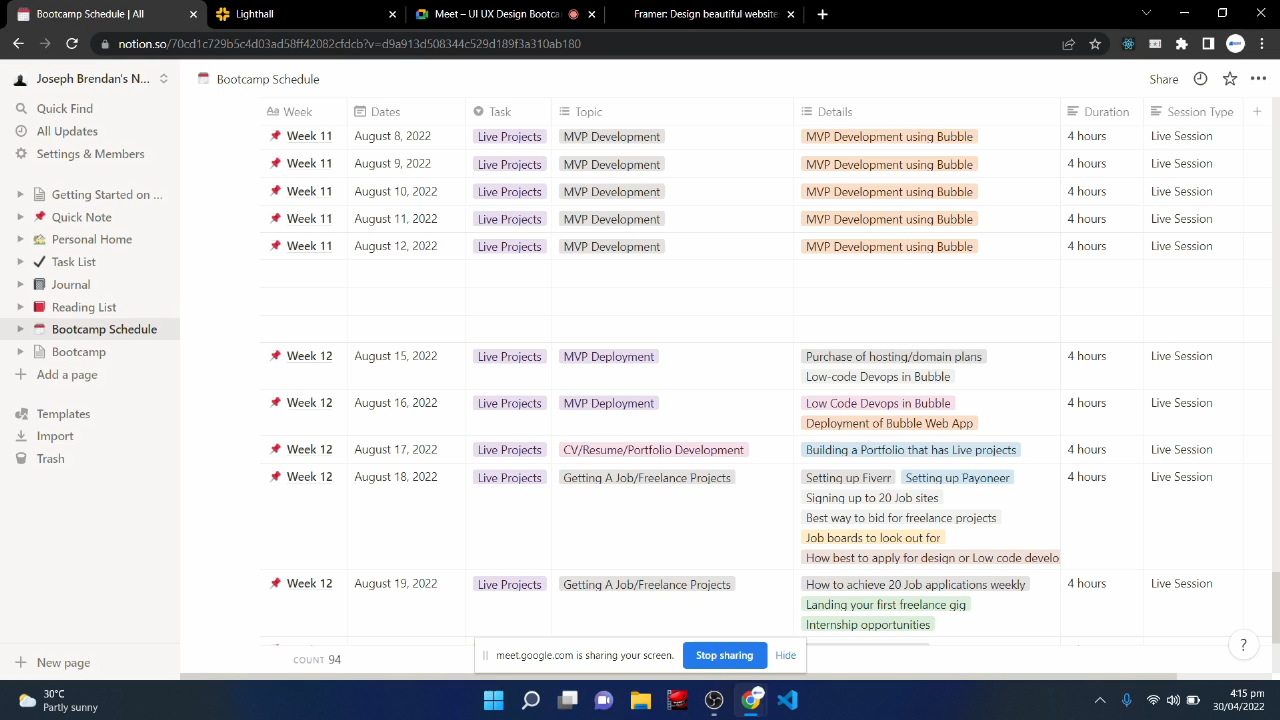 Bootcamp Schedule | All
Lighthall
Meet – UI UX Design Bootca
Framer: Design beautiful website
notion.so/70cd1c729b5c4d03ad58ff42082cfdcb?v=d9a913d508344c529d189f3a310ab180
Joseph Brendan's N...
Bootcamp Schedule
Share
Quick Find
All Updates
Settings & Members
Getting Started on ...
Quick Note
Personal Home
Task List
Journal
Reading List
Bootcamp Schedule
Bootcamp
Add a page
Templates
Import
Trash
New page
Aa Week Dates Task Topic Details Duration Session Type
Week 11 August 8, 2022 Live Projects MVP Development MVP Development using Bubble 4 hours Live Session
Week 11 August 9, 2022 Live Projects MVP Development MVP Development using Bubble 4 hours Live Session
Week 11 August 10, 2022 Live Projects MVP Development MVP Development using Bubble 4 hours Live Session
Week 11 August 11, 2022 Live Projects MVP Development MVP Development using Bubble 4 hours Live Session
Week 11 August 12, 2022 Live Projects MVP Development MVP Development using Bubble 4 hours Live Session
Week 12 August 15, 2022 Live Projects MVP Deployment Purchase of hosting/domain plans 4 hours Live Session
Low-code Devops in Bubble
Week 12 August 16, 2022 Live Projects MVP Deployment Low Code Devops in Bubble 4 hours Live Session
Deployment of Bubble Web App
Week 12 August 17, 2022 Live Projects CV/Resume/Portfolio Development Building a Portfolio that has Live projects 4 hours Live Session
Week 12 August 18, 2022 Live Projects Getting A Job/Freelance Projects Setting up Fiverr Setting up Payoneer 4 hours Live Session
Signing up to 20 Job sites
Best way to bid for freelance projects
Job boards to look out for
How best to apply for design or Low code develo
Week 12 August 19, 2022 Live Projects Getting A Job/Freelance Projects How to achieve 20 Job applications weekly 4 hours Live Session
Landing your first freelance gig
Internship opportunities
COUNT 94
meet.google.com is sharing your screen. Stop sharing Hide
?
30°C
Partly sunny
4:15 pm
30/04/2022